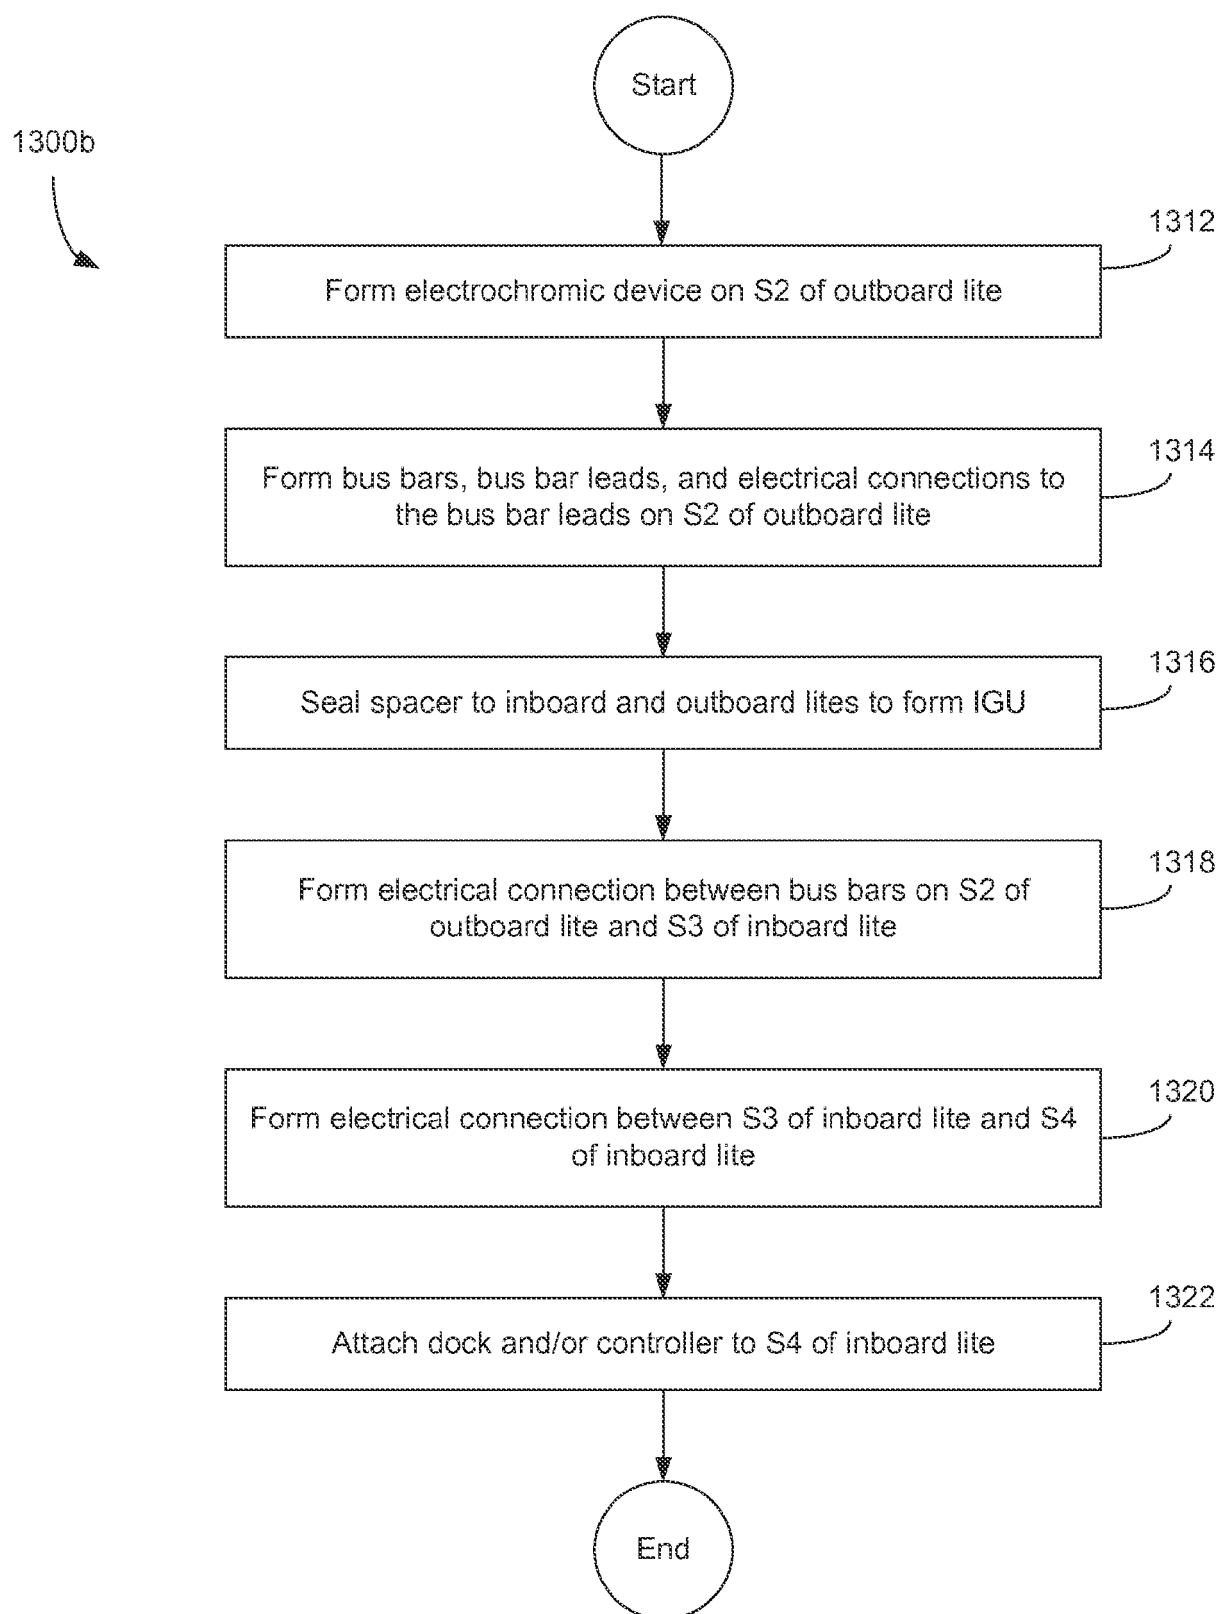 Start
1300b
1312
Form electrochromic device on S2 of outboard lite
1314
Form bus bars, bus bar leads, and electrical connections to
the bus bar leads on S2 of outboard lite
1316
Seal spacer to inboard and outboard lites to form IGU
1318
Form electrical connection between bus bars on S2 of
outboard lite and S3 of inboard lite
1320
Form electrical connection between S3 of inboard lite and S4
of inboard lite
1322
Attach dock and/or controller to S4 of inboard lite
End